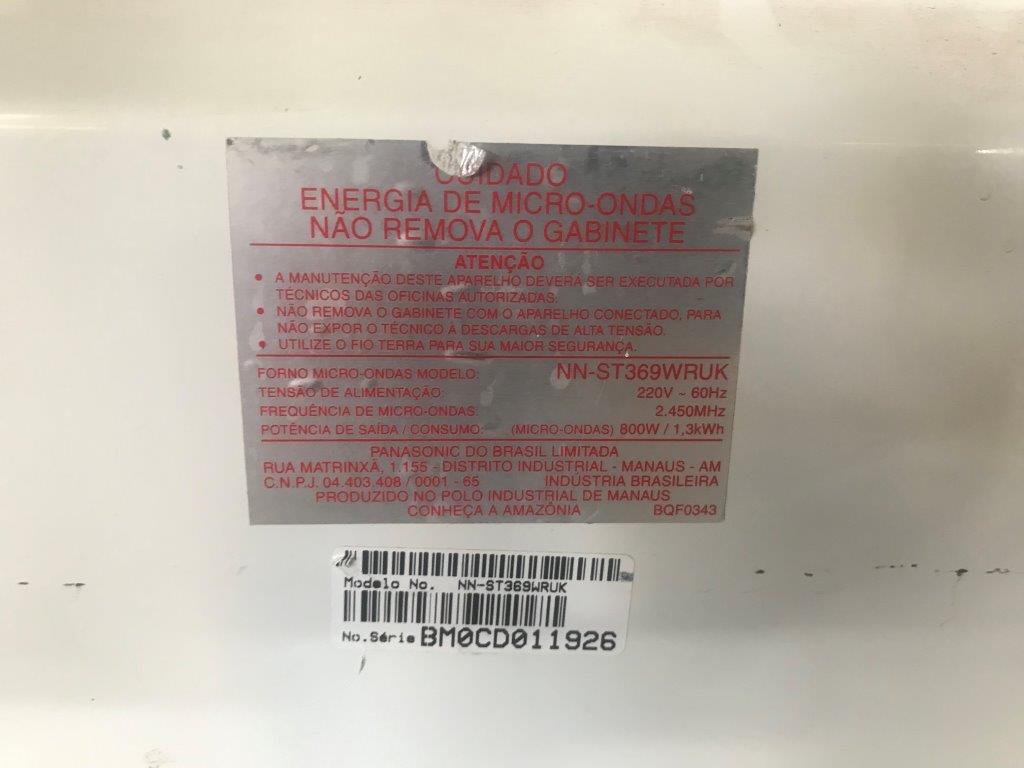 CUIDADO
ENERGIA DE MICRO-ONDAS
NÃO REMOVA O GABINETE
ATENÇÃO
• A MANUTENÇÃO DESTE APARELHO DEVERA SER EXECUTADA POR
TÉCNICOS DAS OFICINAS AUTORIZADAS.
• NÃO REMOVA O GABINETE COM O APARELHO CONECTADO, PARA
NÃO EXPOR O TÉCNICO À DESCARGAS DE ALTA TENSÃO.
• UTILIZE O FIO TERRA PARA SUA MAIOR SEGURANÇA.
FORNO MICRO-ONDAS MODELO: NN-ST369WRUK
TENSÃO DE ALIMENTAÇÃO: 220V ~ 60Hz
FREQUÊNCIA DE MICRO-ONDAS: 2.450MHz
POTÊNCIA DE SAÍDA / CONSUMO: (MICRO-ONDAS) 800W / 1,3kWh
PANASONIC DO BRASIL LIMITADA
RUA MATRINXÃ, 1.155 - DISTRITO INDUSTRIAL - MANAUS - AM
C.N.P.J. 04.403.408 / 0001 - 65 INDÚSTRIA BRASILEIRA
PRODUZIDO NO POLO INDUSTRIAL DE MANAUS
CONHEÇA A AMAZÔNIA BQF0343
Modelo No. NN-ST369WRUK
No.Série BM0CD011926